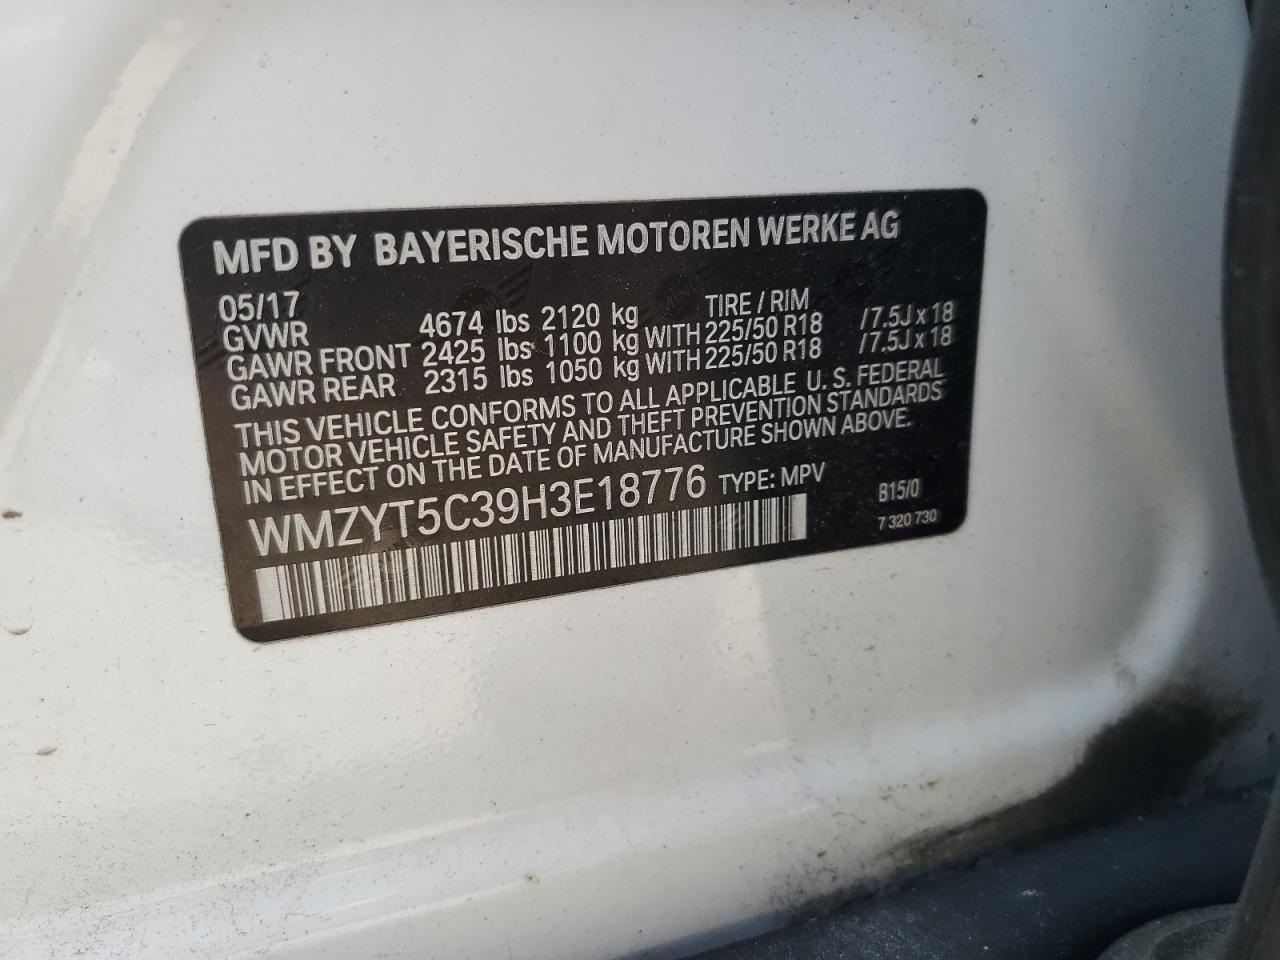 MFD BY BAYERISCHE MOTOREN WERKE AG
05/17 TIRE / RIM
GVWR 4674 lbs 2120 kg
GAWR FRONT 2425 lbs 1100 kg WITH 225/50 R18 /7.5J x 18
GAWR REAR 2315 lbs 1050 kg WITH 225/50 R18 /7.5J x 18
THIS VEHICLE CONFORMS TO ALL APPLICABLE U. S. FEDERAL
MOTOR VEHICLE SAFETY AND THEFT PREVENTION STANDARDS
IN EFFECT ON THE DATE OF MANUFACTURE SHOWN ABOVE.
WMZYT5C39H3E18776 TYPE: MPV B15/0
7 320 730